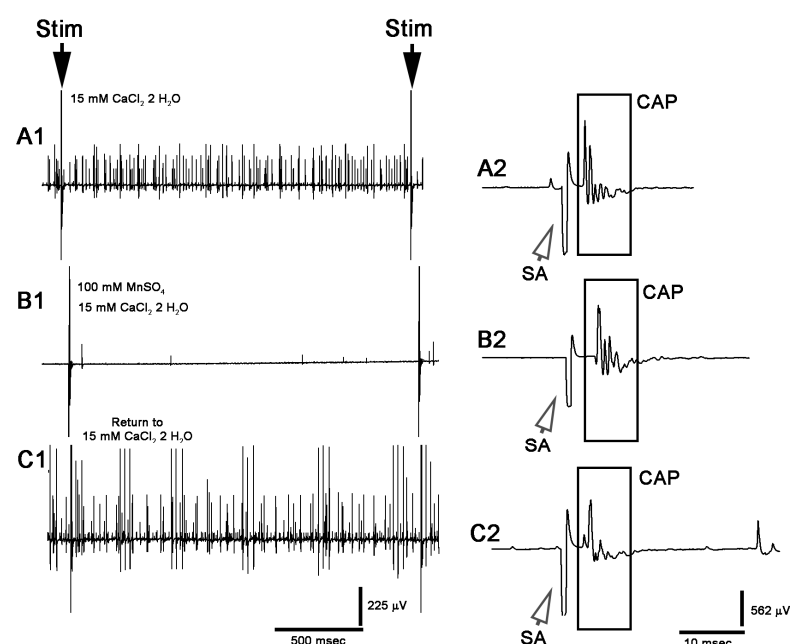 Stim
Stim
15 mM CaCl₂ 2 H₂O
A1
CAP
A2
SA
100 mM MnSO₄
15 mM CaCl₂ 2 H₂O
B1
CAP
B2
SA
Return to
15 mM CaCl₂ 2 H₂O
C1
CAP
C2
SA
225 µV
500 msec
562 µV
10 msec